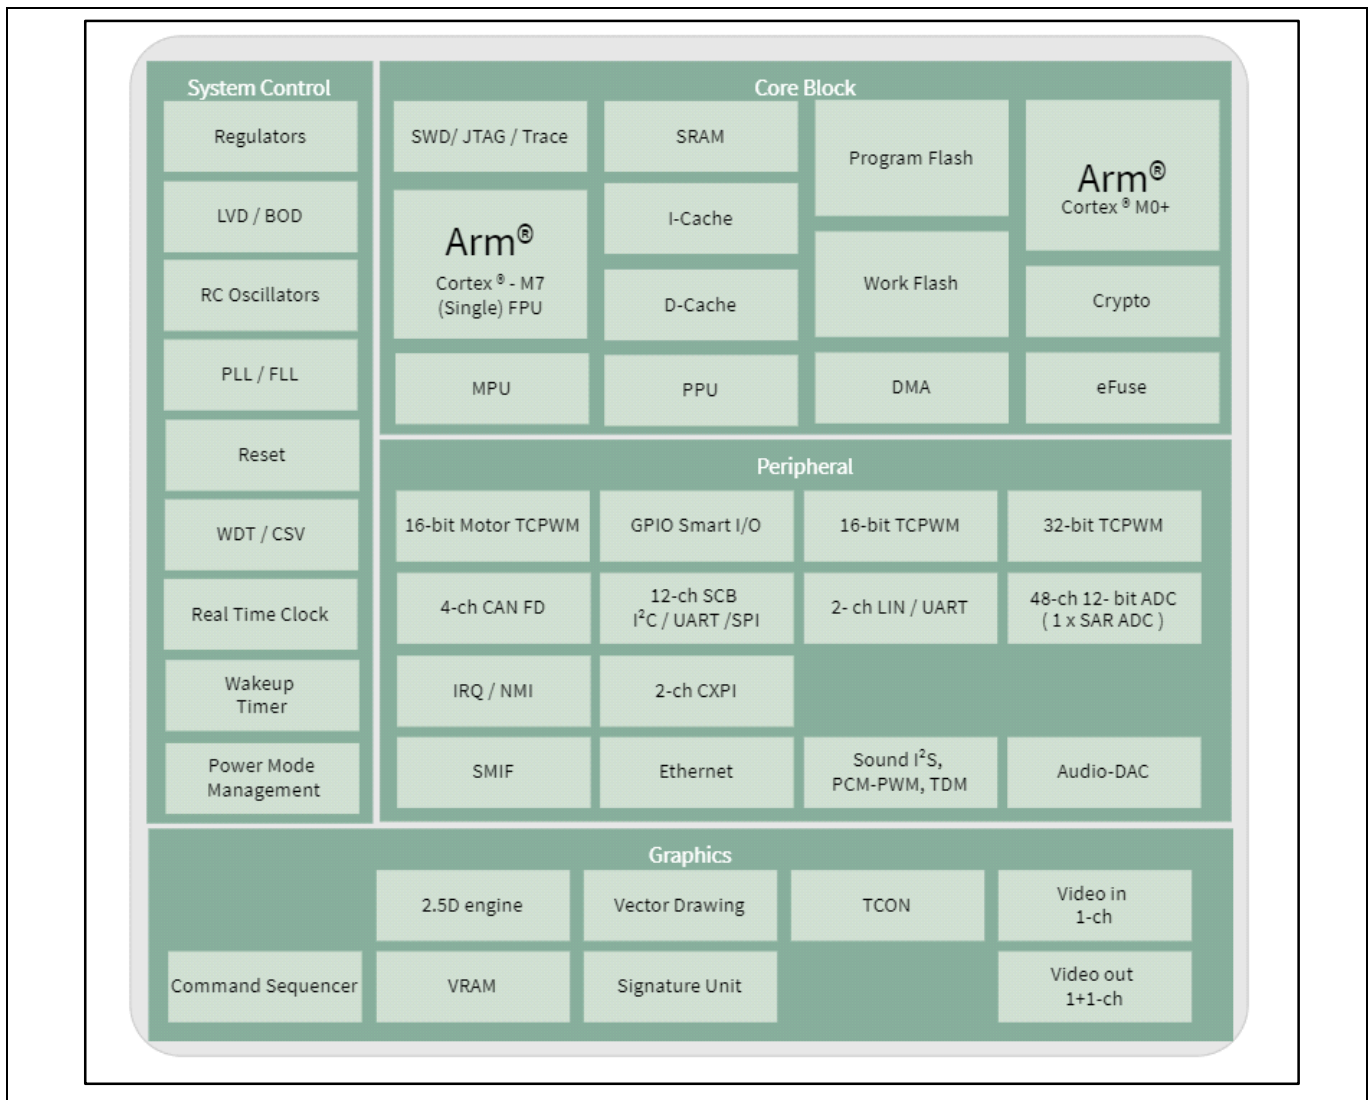 System Control
Regulators
LVD / BOD
RC Oscillators
PLL / FLL
Reset
WDT / CSV
Real Time Clock
Wakeup
Timer
Power Mode
Management
Core Block
SWD/ JTAG / Trace
SRAM
Program Flash
Arm®
Cortex ® M0+
Arm®
Cortex ® - M7
(Single) FPU
I-Cache
D-Cache
Work Flash
Crypto
MPU
PPU
DMA
eFuse
Peripheral
16-bit Motor TCPWM
GPIO Smart I/O
16-bit TCPWM
32-bit TCPWM
4-ch CAN FD
12-ch SCB
I²C / UART /SPI
2- ch LIN / UART
48-ch 12- bit ADC
( 1 x SAR ADC )
IRQ / NMI
2-ch CXPI
SMIF
Ethernet
Sound I²S,
PCM-PWM, TDM
Audio-DAC
Graphics
2.5D engine
Vector Drawing
TCON
Video in
1-ch
Command Sequencer
VRAM
Signature Unit
Video out
1+1-ch